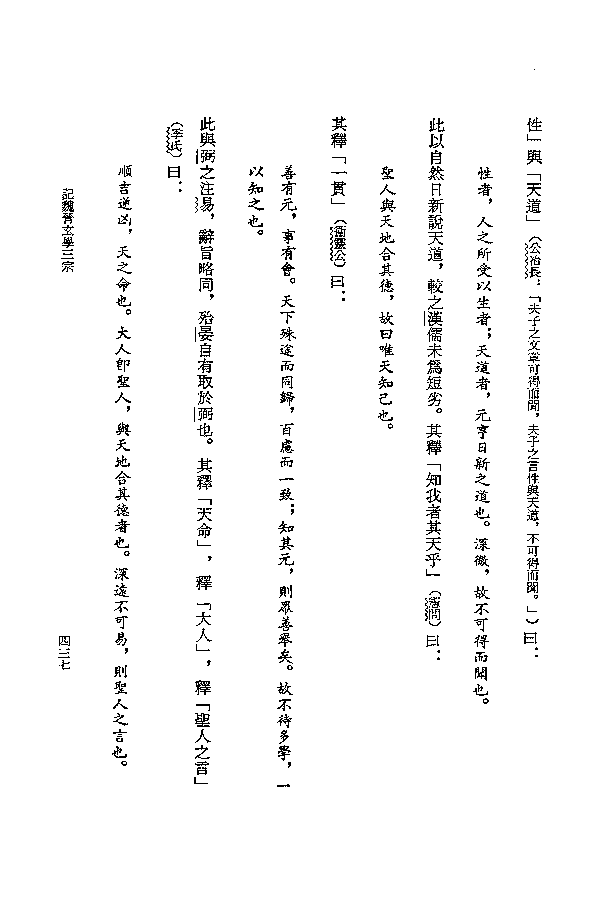 性」與「天道」（公冶長：「夫子之文章可得而聞，夫子之言性與天道，不可得而聞。」）曰：
性者，人之所受以生者；天道者，元亨日新之道也。深微，故不可得而聞也。
此以自然日新說天道，較之漢儒未爲短劣。其釋「知我者其天乎」（憲問）曰：
聖人與天地合其德，故曰唯天知己也。
其釋「一貫」（衞靈公）曰：
善有元，事有會。天下殊途而同歸，百慮而一致；知其元，則眾善舉矣。故不待多學，一
以知之也。
此與弼之注易，辭旨略同，殆晏自有取於弼也。其釋「天命」，釋「大人」，釋「聖人之言」
（季氏）曰：
順吉逆凶，天之命也。大人卽聖人，與天地合其德者也。深遠不可易，則聖人之言也。
記魏晉玄學三宗
四三七